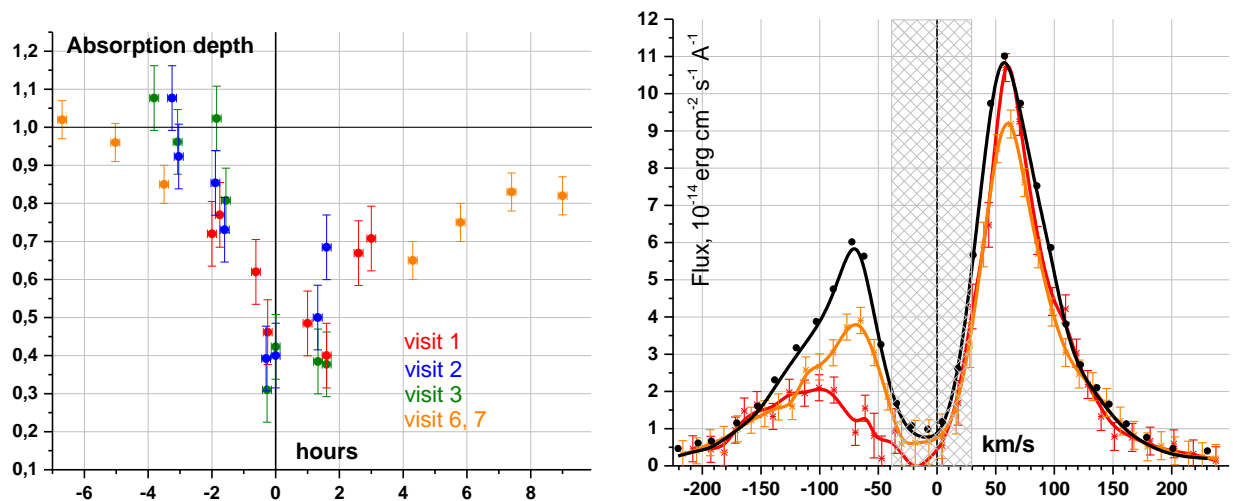 Absorption depth
1,2
1,1
1,0
0,9
0,8
0,7
0,6
0,5
0,4
0,3
0,2
0,1
visit 1
visit 2
visit 3
visit 6, 7
hours
-6 -4 -2 0 2 4 6 8
12
11
10
9
8
7
6
5
4
3
2
1
0
Flux, 10⁻¹⁴ erg cm⁻² s⁻¹ A⁻¹
km/s
-200 -150 -100 -50 0 50 100 150 200